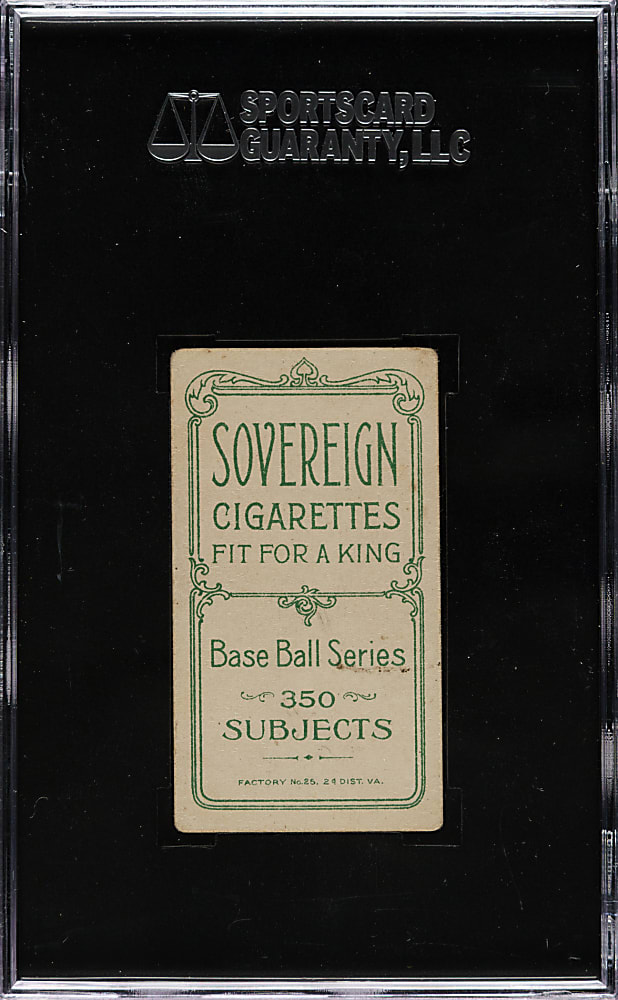 SPORTSCARD
GUARANTY, LLC
SOVEREIGN
CIGARETTES
FIT FOR A KING
Base Ball Series
350
SUBJECTS
FACTORY No. 25. 2d DIST. VA.